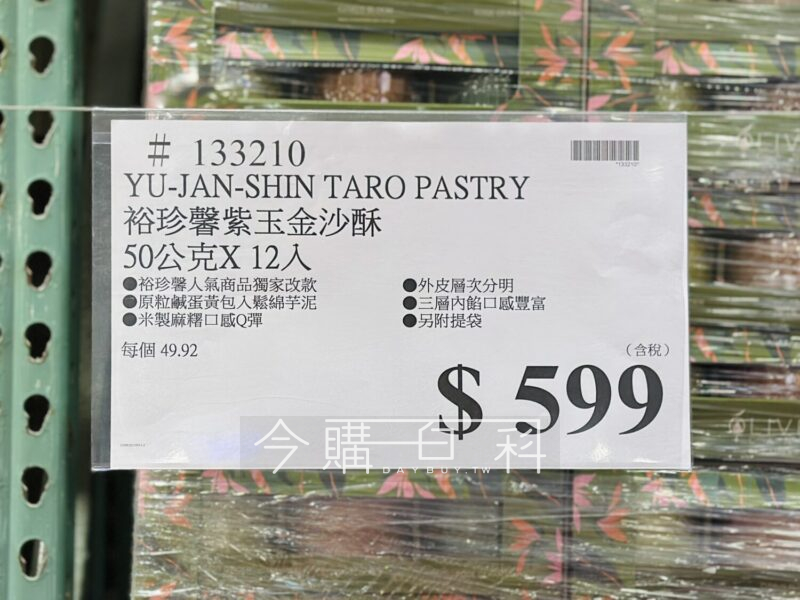 # 133210
*133210*
YU-JAN-SHIN TARO PASTRY
裕珍馨紫玉金沙酥
50公克X 12入
●裕珍馨人氣商品獨家改款
●外皮層次分明
●原粒鹹蛋黃包入鬆綿芋泥
●三層內餡口感豐富
●米製麻糬口感Q彈
●另附提袋
每個 49.92
(含稅)
$ 599
今購百科
DAYBUY.TW
OLIV